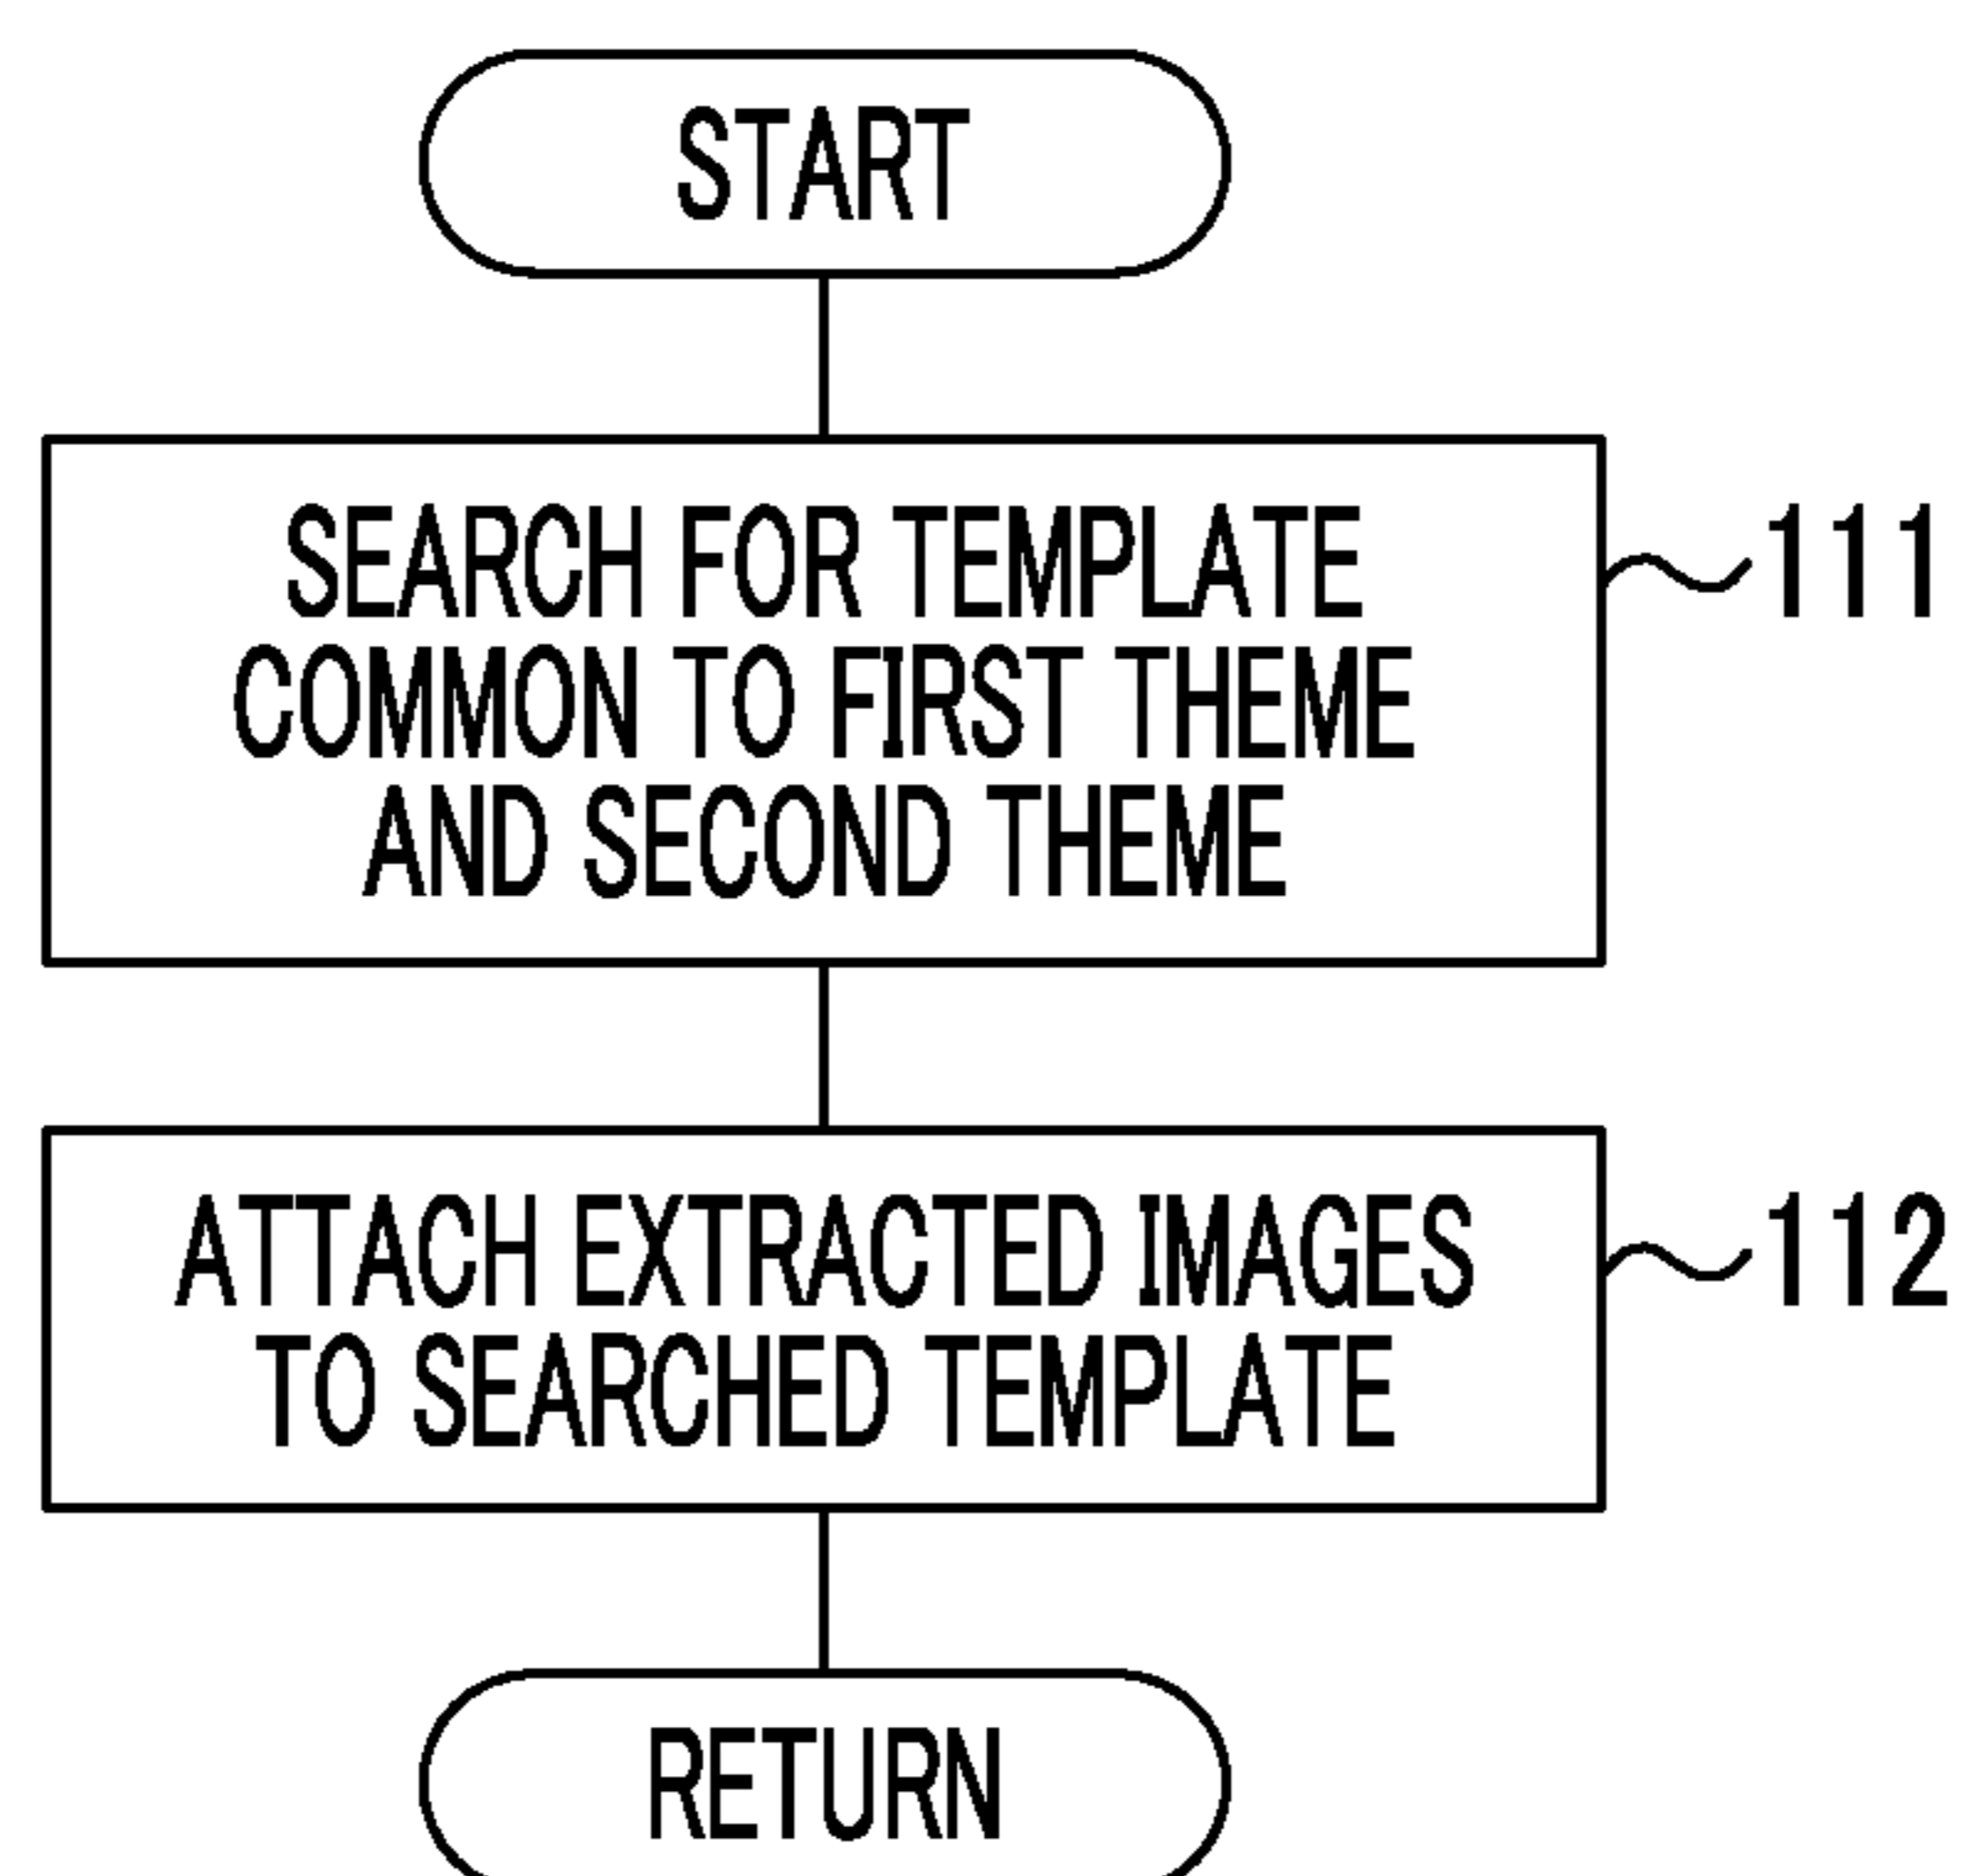 START
SEARCH FOR TEMPLATE
COMMON TO FIRST THEME
AND SECOND THEME
111
ATTACH EXTRACTED IMAGES
TO SEARCHED TEMPLATE
112
RETURN